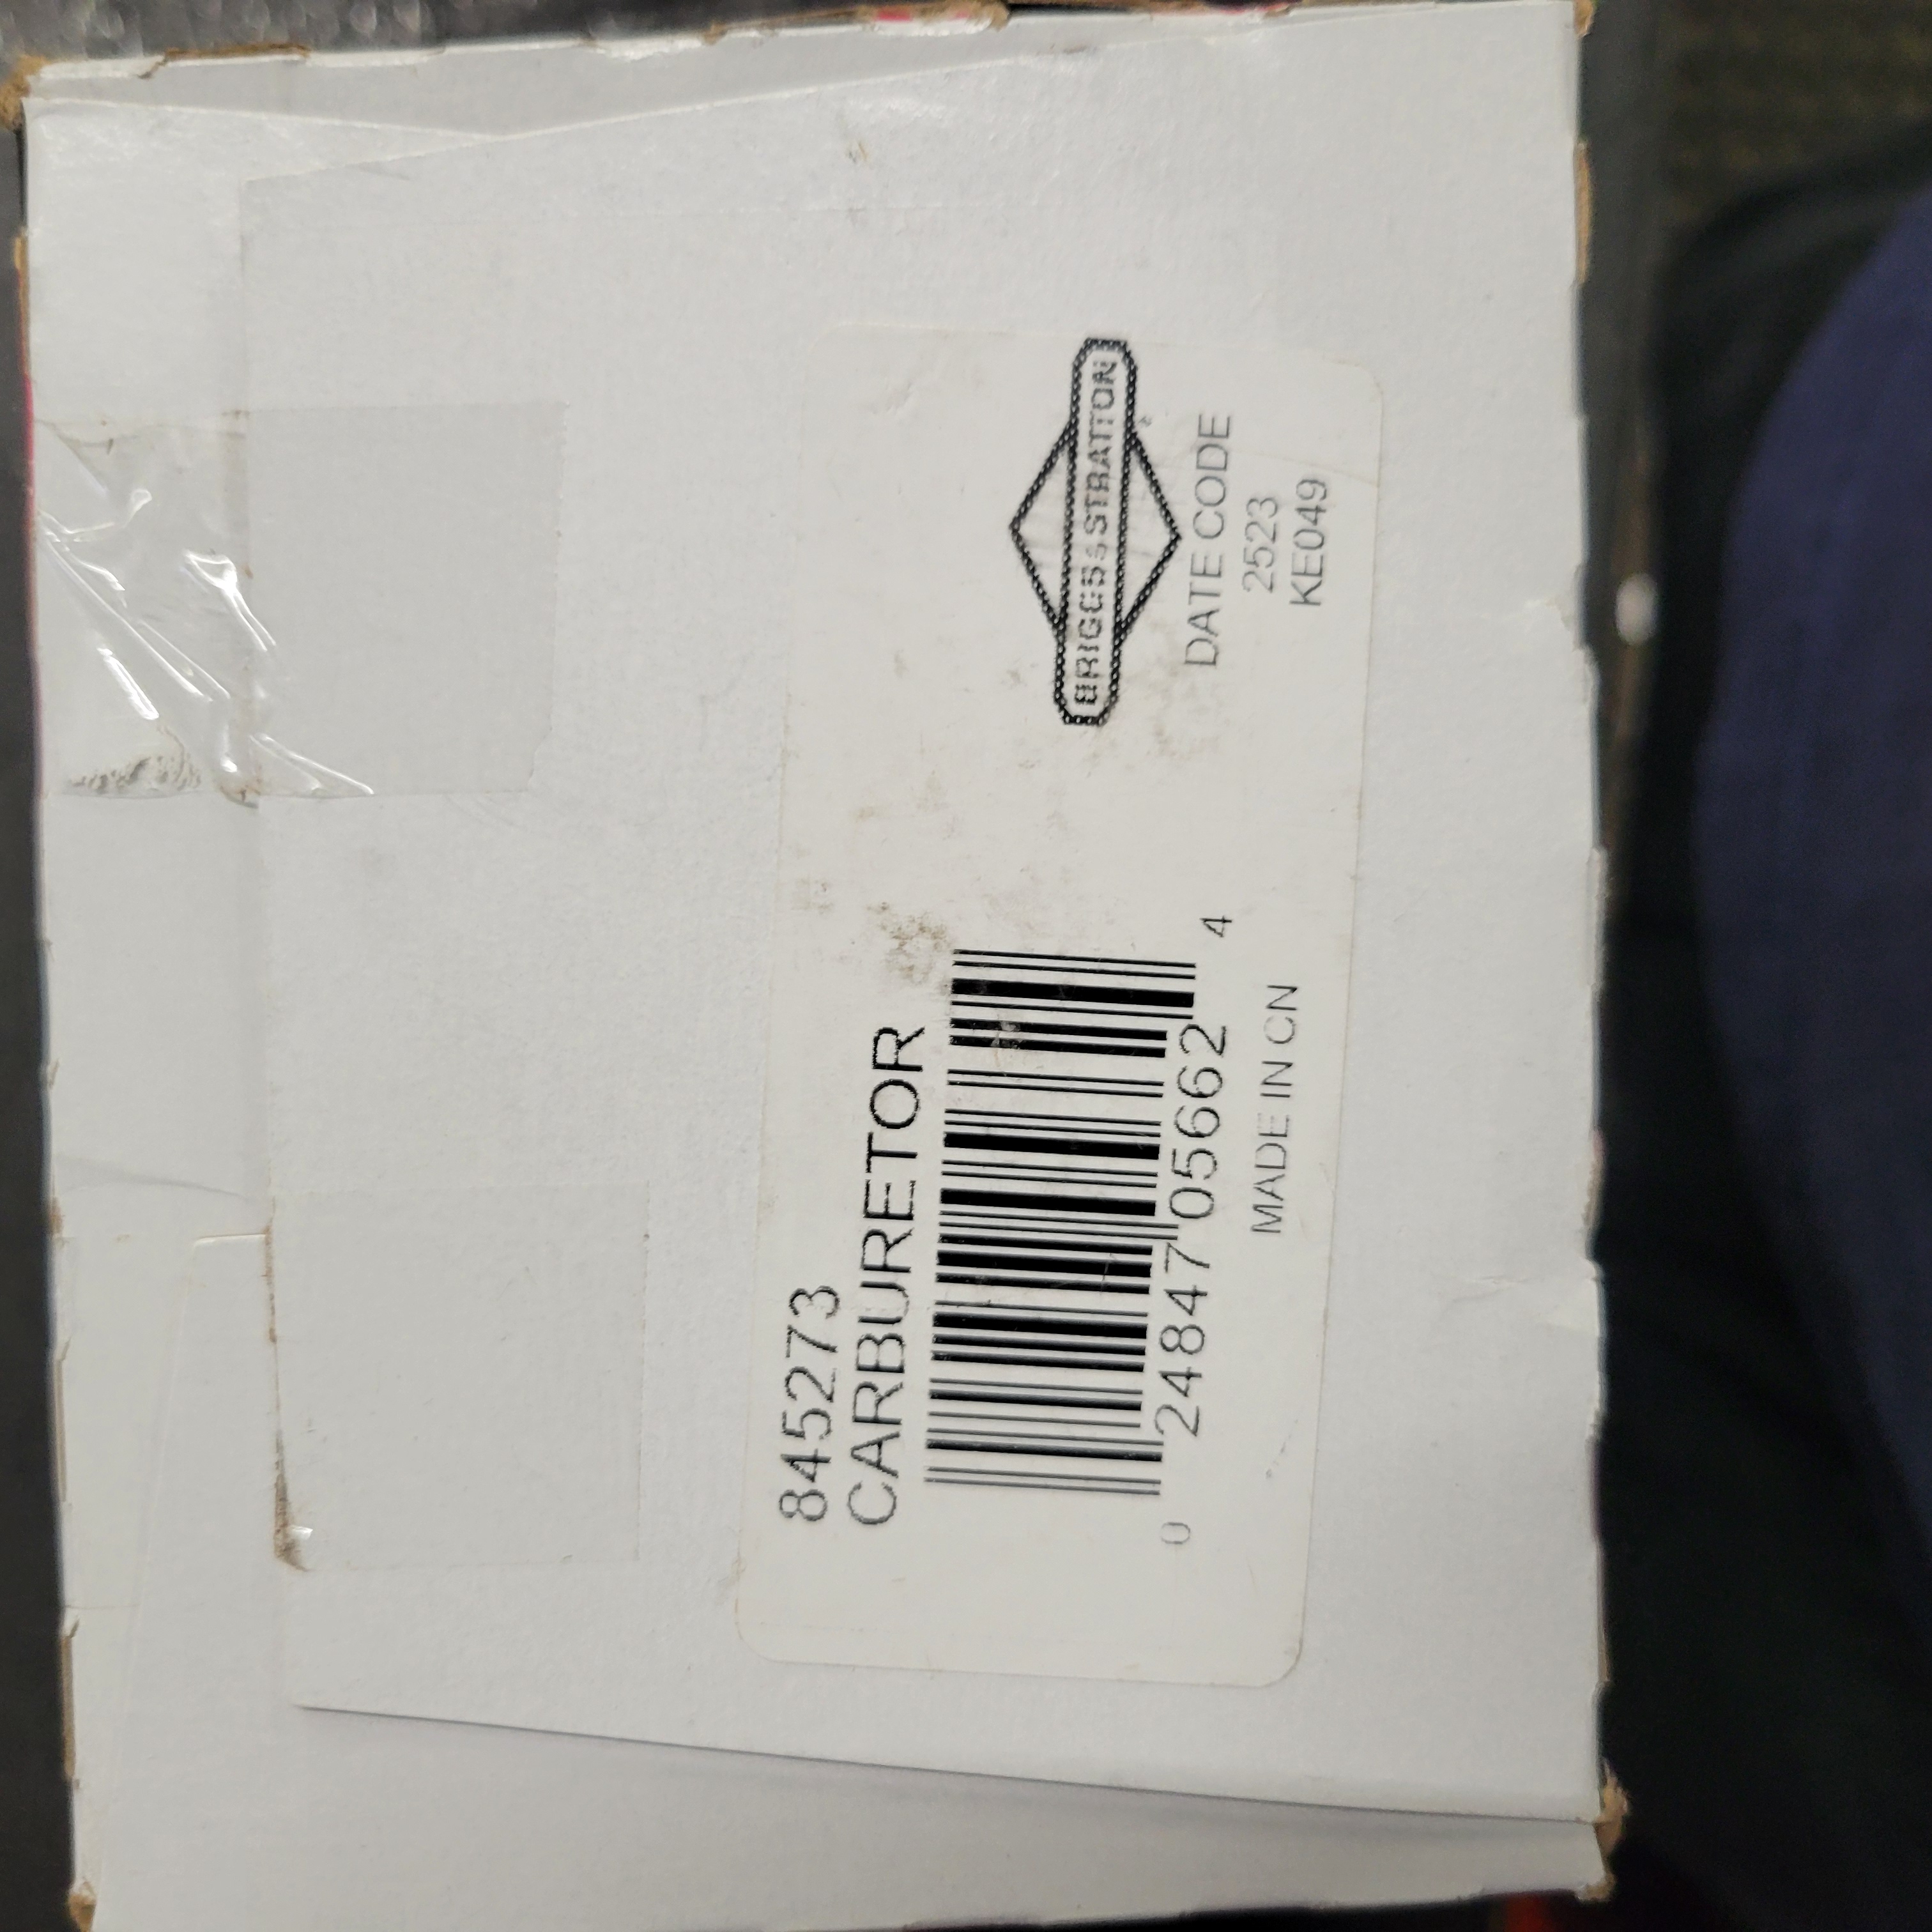 845273
CARBURETOR
0 24847 05662 4
MADE IN CN
BRIGGS & STRATTON
DATE CODE
2523
KE049